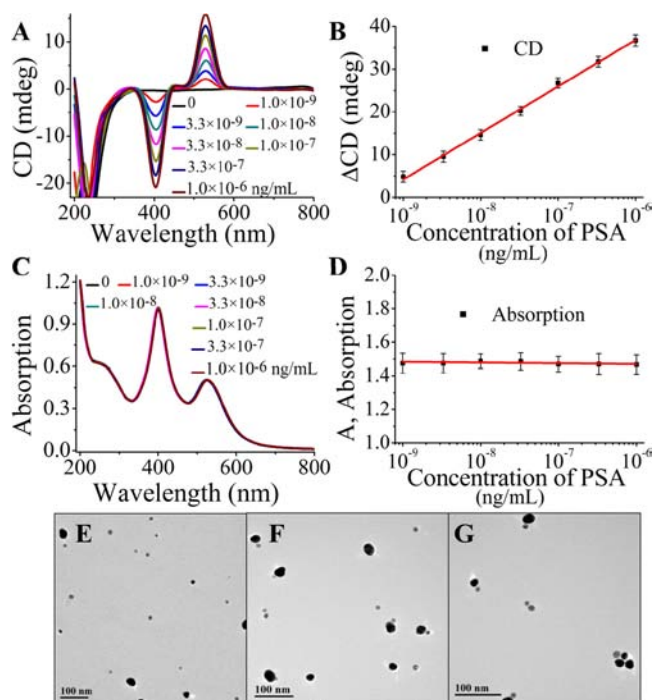 A
CD (mdeg)
0
-10
-20
0
1.0×10-9
3.3×10-9
1.0×10-8
3.3×10-8
1.0×10-7
3.3×10-7
1.0×10-6 ng/mL
200 400 600 800
Wavelength (nm)
B
ΔCD (mdeg)
40
30
20
10
0
CD
10-9 10-8 10-7 10-6
Concentration of PSA
(ng/mL)
C
Absorption
1.2
0.9
0.6
0.3
0.0
0 1.0×10-9 3.3×10-9
1.0×10-8 3.3×10-8
1.0×10-7
3.3×10-7
1.0×10-6 ng/mL
200 400 600 800
Wavelength (nm)
D
A, Absorption
2.0
1.8
1.6
1.4
1.2
1.0
Absorption
10-9 10-8 10-7 10-6
Concentration of PSA
(ng/mL)
E
100 nm
F
100 nm
G
100 nm